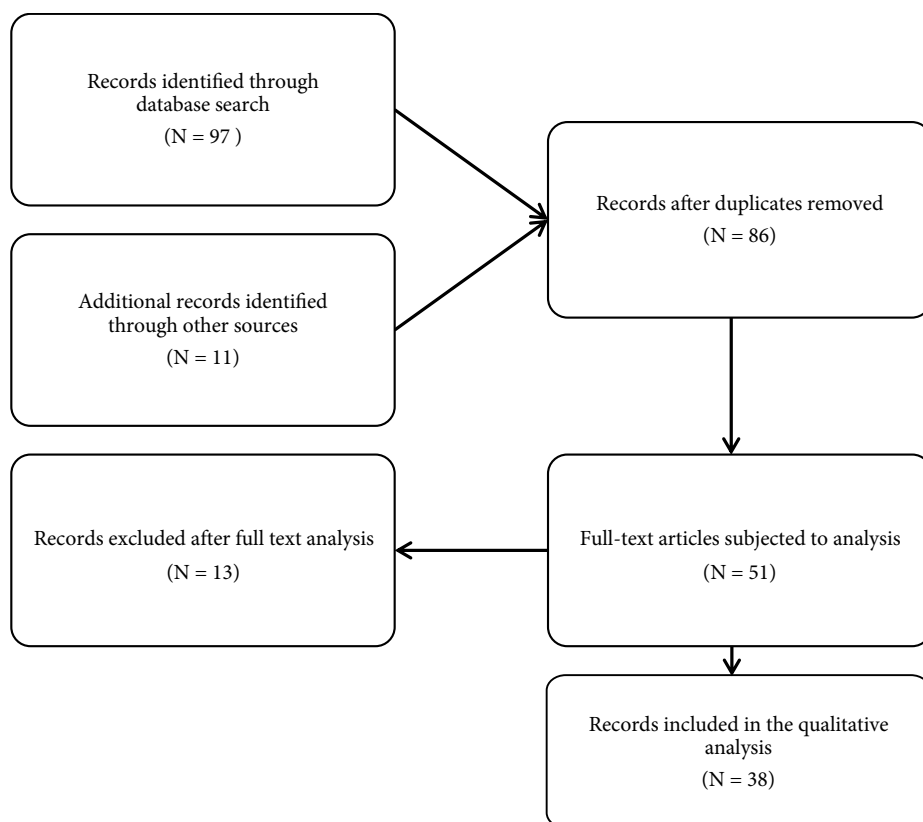 Records identified through
database search
(N = 97 )
Additional records identified
through other sources
(N = 11)
Records after duplicates removed
(N = 86)
Records excluded after full text analysis
(N = 13)
Full-text articles subjected to analysis
(N = 51)
Records included in the qualitative
analysis
(N = 38)